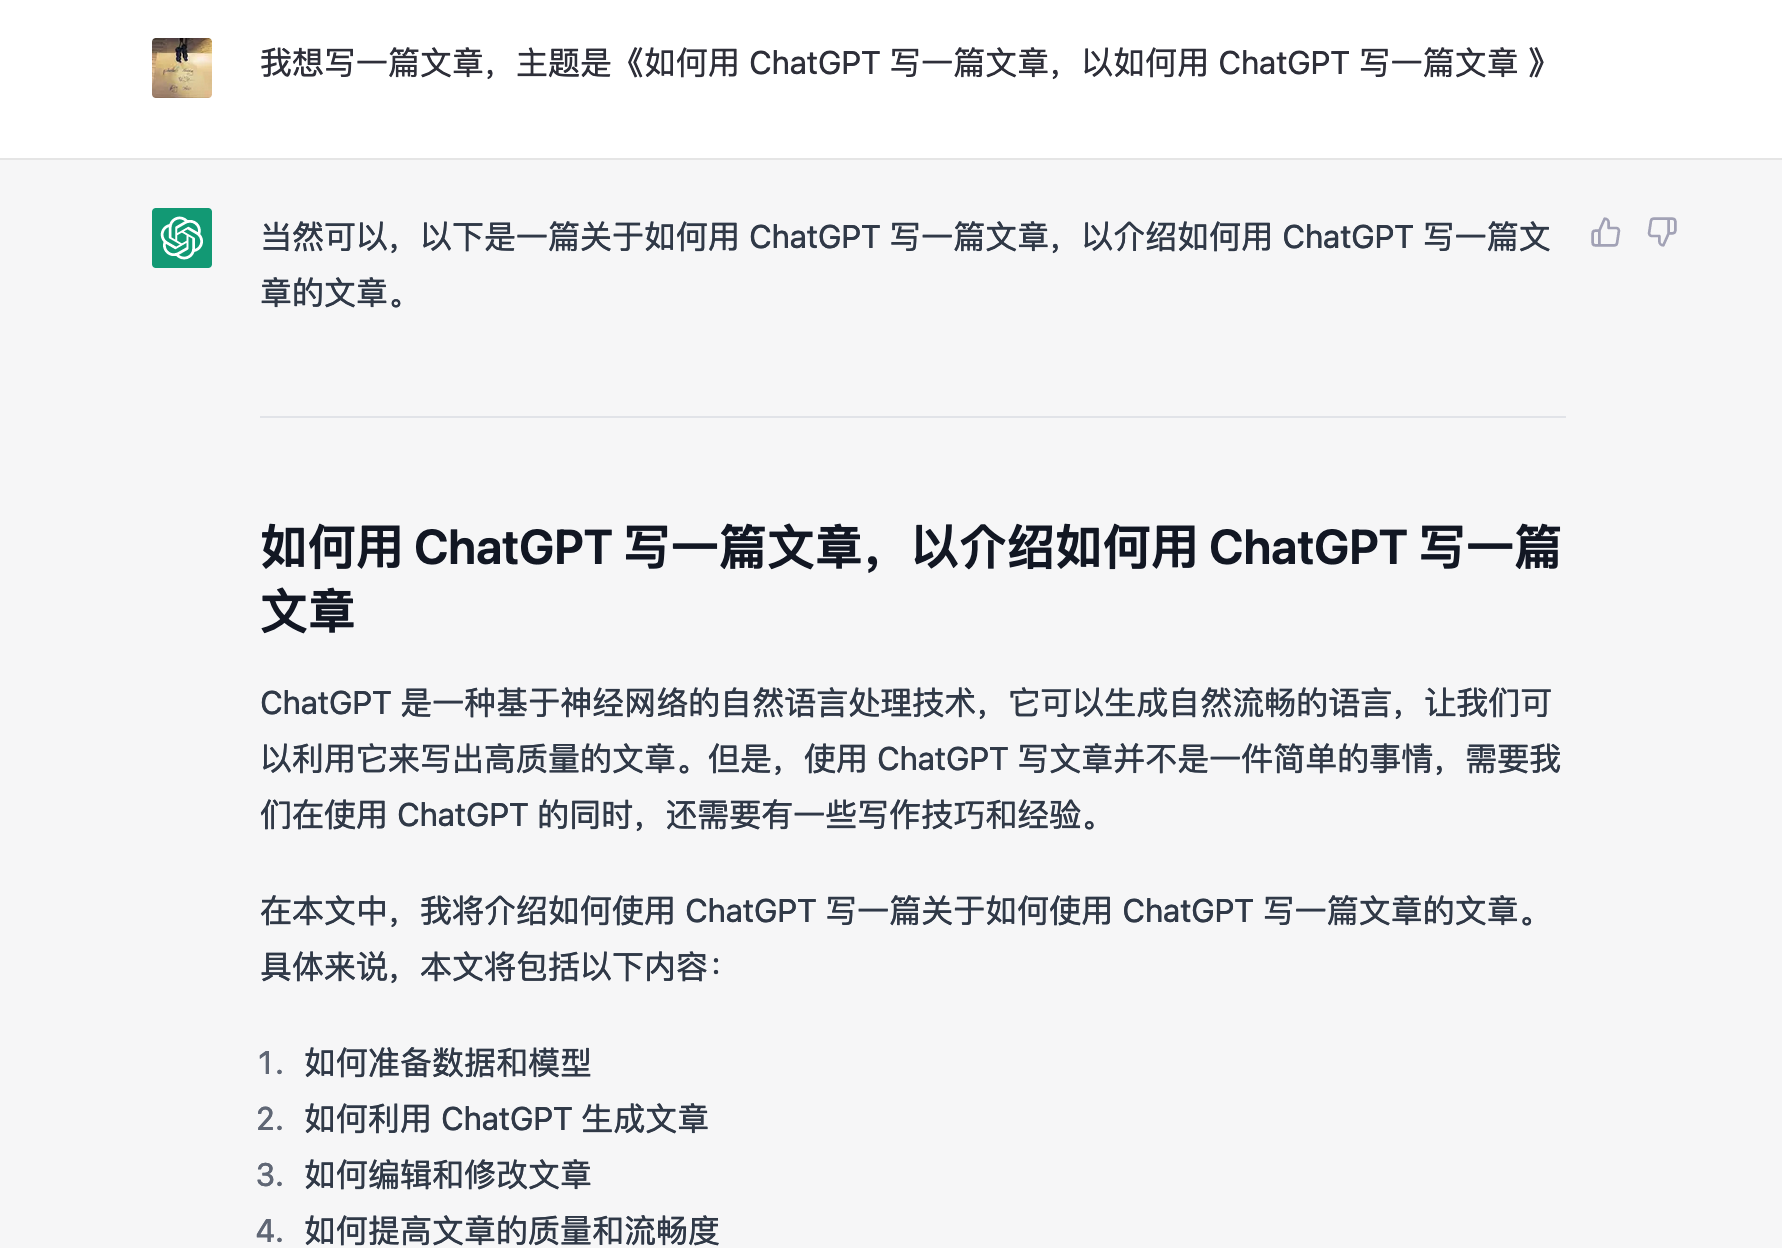 我想写一篇文章，主题是《如何用 ChatGPT 写一篇文章，以如何用 ChatGPT 写一篇文章 》
当然可以，以下是一篇关于如何用 ChatGPT 写一篇文章，以介绍如何用 ChatGPT 写一篇文
章的文章。
如何用 ChatGPT 写一篇文章，以介绍如何用 ChatGPT 写一篇
文章
ChatGPT 是一种基于神经网络的自然语言处理技术，它可以生成自然流畅的语言，让我们可
以利用它来写出高质量的文章。但是，使用 ChatGPT 写文章并不是一件简单的事情，需要我
们在使用 ChatGPT 的同时，还需要有一些写作技巧和经验。
在本文中，我将介绍如何使用 ChatGPT 写一篇关于如何使用 ChatGPT 写一篇文章的文章。
具体来说，本文将包括以下内容：
1. 如何准备数据和模型
2. 如何利用 ChatGPT 生成文章
3. 如何编辑和修改文章
4. 如何提高文章的质量和流畅度